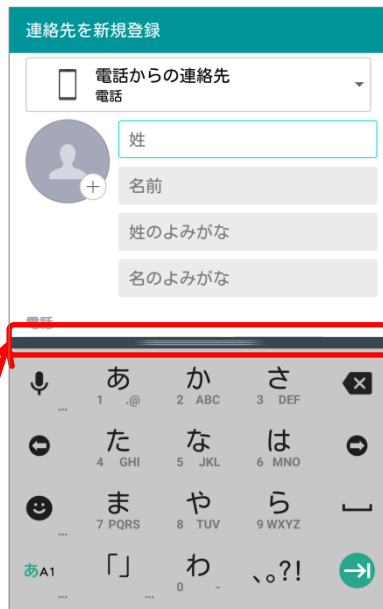 連絡先を新規登録
電話からの連絡先
電話
姓
名前
姓のよみがな
名のよみがな
電話
あ か さ
1 .@ 2 ABC 3 DEF
...
た な は
4 GHI 5 JKL 6 MNO
ま や ら
7 PQRS 8 TUV 9 WXYZ
...
あA1 「」 わ 、。?!
... ... 0 -